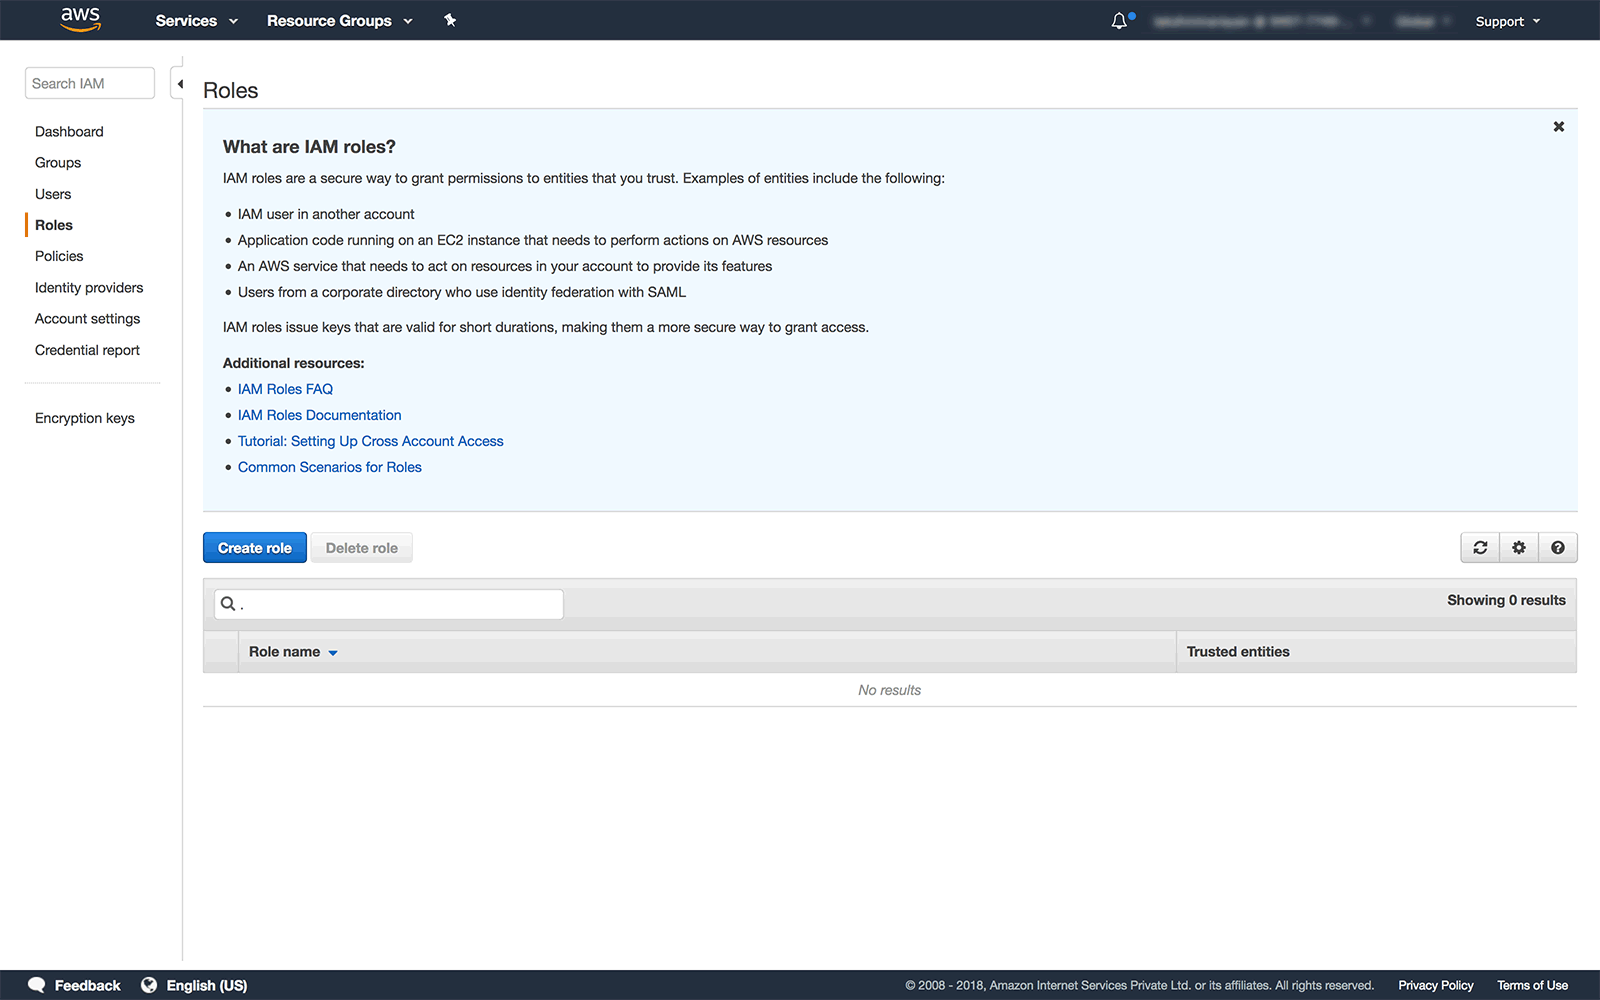 aws Services Resource Groups Support
Search IAM
Dashboard
Groups
Users
Roles
Policies
Identity providers
Account settings
Credential report
Encryption keys
Roles
What are IAM roles?
IAM roles are a secure way to grant permissions to entities that you trust. Examples of entities include the following:
• IAM user in another account
• Application code running on an EC2 instance that needs to perform actions on AWS resources
• An AWS service that needs to act on resources in your account to provide its features
• Users from a corporate directory who use identity federation with SAML
IAM roles issue keys that are valid for short durations, making them a more secure way to grant access.
Additional resources:
• IAM Roles FAQ
• IAM Roles Documentation
• Tutorial: Setting Up Cross Account Access
• Common Scenarios for Roles
Create role Delete role
. Showing 0 results
Role name Trusted entities
No results
Feedback English (US) © 2008 - 2018, Amazon Internet Services Private Ltd. or its affiliates. All rights reserved. Privacy Policy Terms of Use